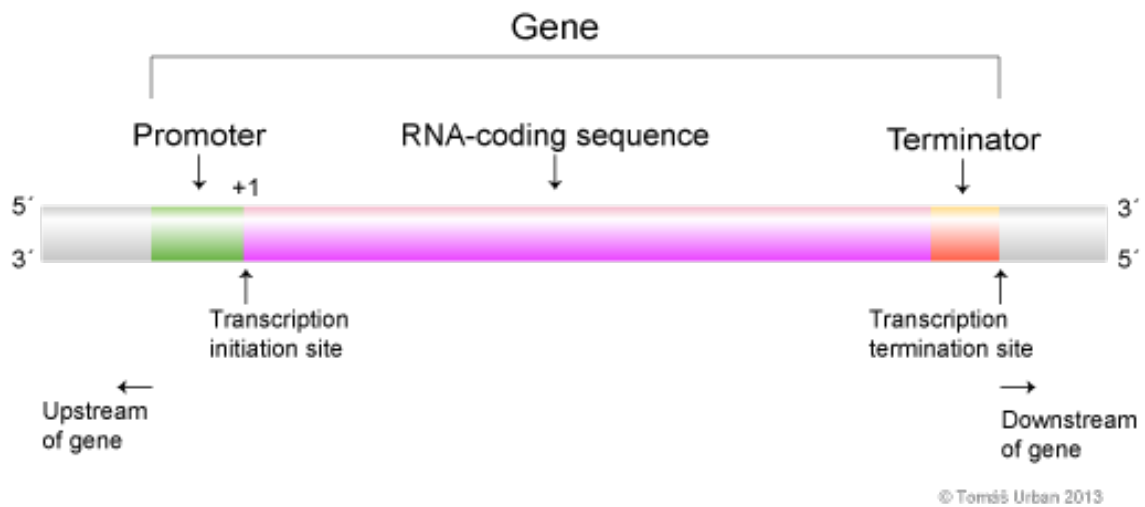 Gene
Promoter
RNA-coding sequence
Terminator
+1
5´
3´
3´
5´
Transcription
initiation site
Transcription
termination site
Upstream
of gene
Downstream
of gene
© Tomáš Urban 2013